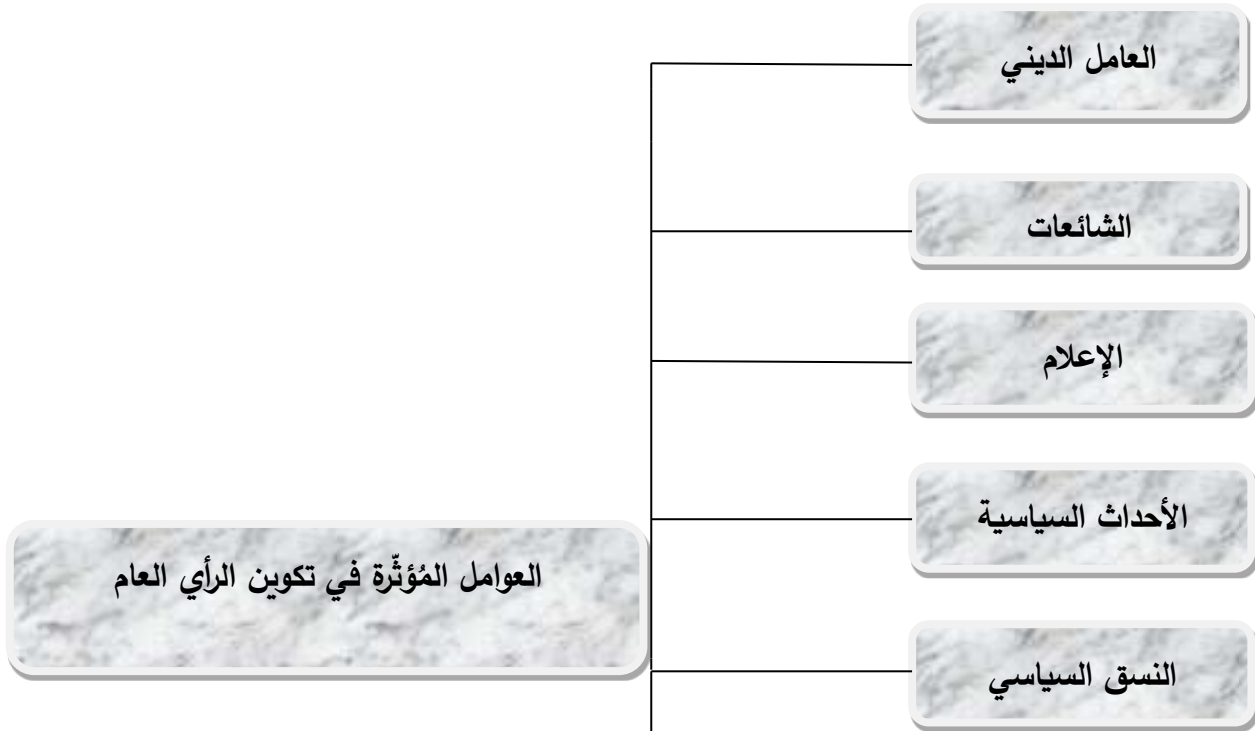 العامل الديني
الشائعات
الإعلام
الأحداث السياسية
العوامل المُؤثّرة في تكوين الرأي العام
النسق السياسي